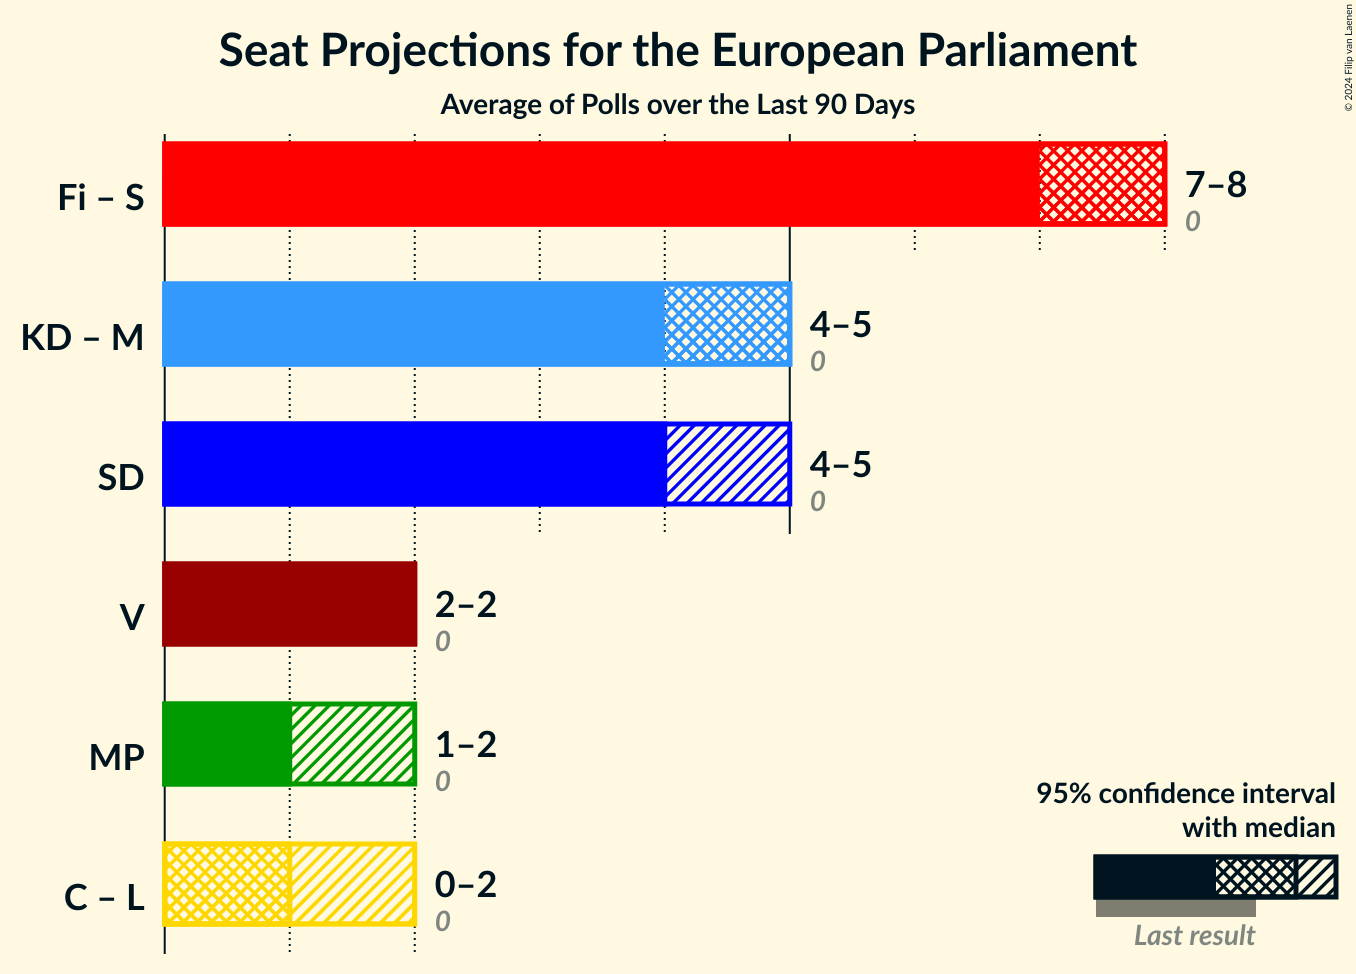 Seat Projections for the European Parliament
Average of Polls over the Last 90 Days
© 2024 Filip van Laenen
Fi – S
7–8
0
KD – M
4–5
0
SD
4–5
0
V
2–2
0
MP
1–2
0
C – L
0–2
0
95% confidence interval
with median
Last result